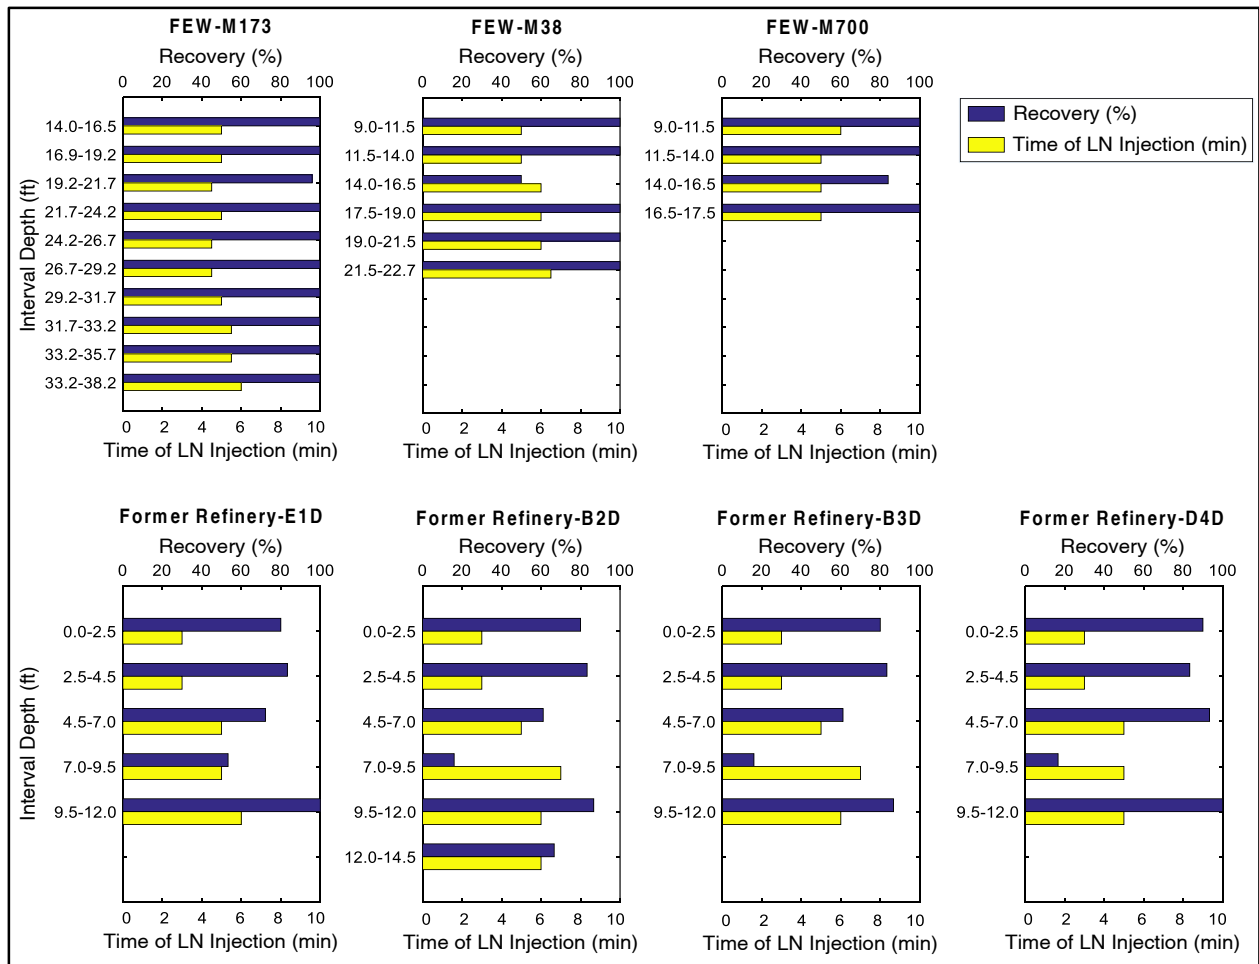 FEW-M173
Recovery (%)
0 20 40 60 80 100
Interval Depth (ft)
14.0-16.5
16.9-19.2
19.2-21.7
21.7-24.2
24.2-26.7
26.7-29.2
29.2-31.7
31.7-33.2
33.2-35.7
33.2-38.2
0 2 4 6 8 10
Time of LN Injection (min)
FEW-M38
Recovery (%)
0 20 40 60 80 100
9.0-11.5
11.5-14.0
14.0-16.5
17.5-19.0
19.0-21.5
21.5-22.7
0 2 4 6 8 10
Time of LN Injection (min)
FEW-M700
Recovery (%)
0 20 40 60 80 100
9.0-11.5
11.5-14.0
14.0-16.5
16.5-17.5
0 2 4 6 8 10
Time of LN Injection (min)
Recovery (%)
Time of LN Injection (min)
Former Refinery-E1D
Recovery (%)
0 20 40 60 80 100
Interval Depth (ft)
0.0-2.5
2.5-4.5
4.5-7.0
7.0-9.5
9.5-12.0
0 2 4 6 8 10
Time of LN Injection (min)
Former Refinery-B2D
Recovery (%)
0 20 40 60 80 100
0.0-2.5
2.5-4.5
4.5-7.0
7.0-9.5
9.5-12.0
12.0-14.5
0 2 4 6 8 10
Time of LN Injection (min)
Former Refinery-B3D
Recovery (%)
0 20 40 60 80 100
0.0-2.5
2.5-4.5
4.5-7.0
7.0-9.5
9.5-12.0
0 2 4 6 8 10
Time of LN Injection (min)
Former Refinery-D4D
Recovery (%)
0 20 40 60 80 100
0.0-2.5
2.5-4.5
4.5-7.0
7.0-9.5
9.5-12.0
0 2 4 6 8 10
Time of LN Injection (min)